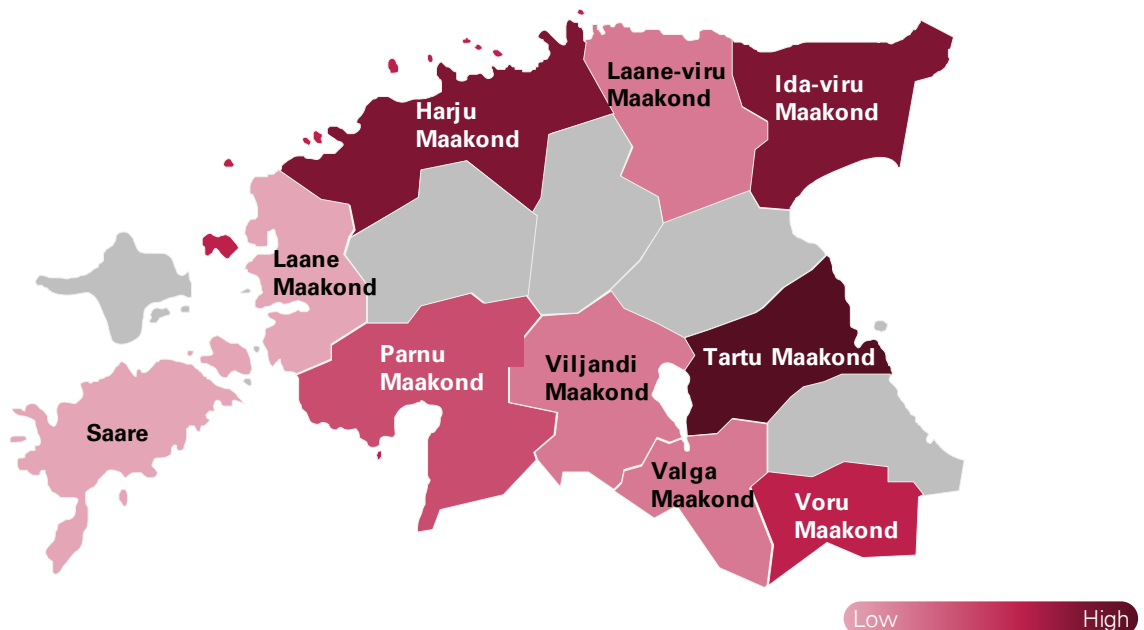 Laane-viru
Maakond
Ida-viru
Maakond
Harju
Maakond
Laane
Maakond
Parnu
Maakond
Viljandi
Maakond
Tartu Maakond
Saare
Valga
Maakond
Voru
Maakond
Low
High